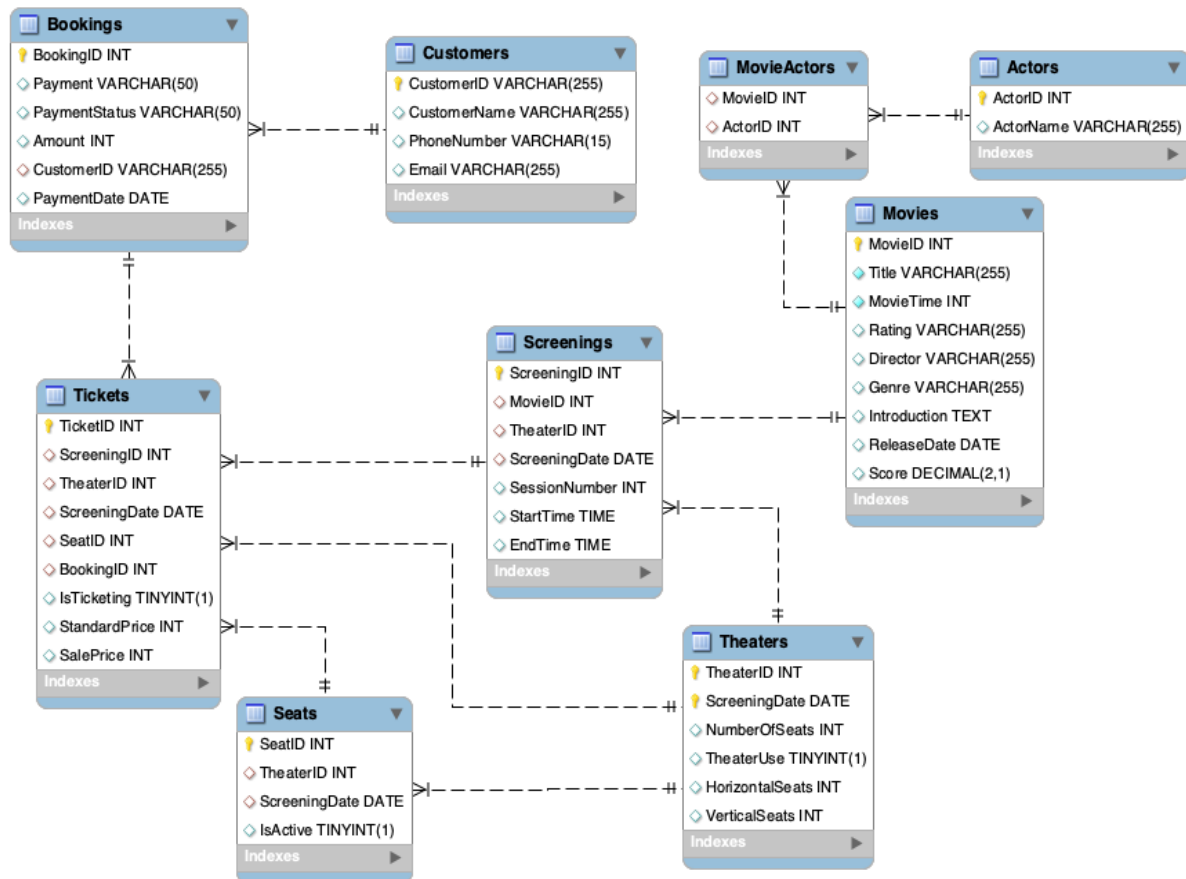 Bookings
BookingID INT
Payment VARCHAR(50)
PaymentStatus VARCHAR(50)
Amount INT
CustomerID VARCHAR(255)
PaymentDate DATE
Indexes
Customers
CustomerID VARCHAR(255)
CustomerName VARCHAR(255)
PhoneNumber VARCHAR(15)
Email VARCHAR(255)
Indexes
MovieActors
MovieID INT
ActorID INT
Indexes
Actors
ActorID INT
ActorName VARCHAR(255)
Indexes
Movies
MovieID INT
Title VARCHAR(255)
MovieTime INT
Rating VARCHAR(255)
Director VARCHAR(255)
Genre VARCHAR(255)
Introduction TEXT
ReleaseDate DATE
Score DECIMAL(2,1)
Indexes
Screenings
ScreeningID INT
MovieID INT
TheaterID INT
ScreeningDate DATE
SessionNumber INT
StartTime TIME
EndTime TIME
Indexes
Tickets
TicketID INT
ScreeningID INT
TheaterID INT
ScreeningDate DATE
SeatID INT
BookingID INT
IsTicketing TINYINT(1)
StandardPrice INT
SalePrice INT
Indexes
Theaters
TheaterID INT
ScreeningDate DATE
NumberOfSeats INT
TheaterUse TINYINT(1)
HorizontalSeats INT
VerticalSeats INT
Indexes
Seats
SeatID INT
TheaterID INT
ScreeningDate DATE
IsActive TINYINT(1)
Indexes